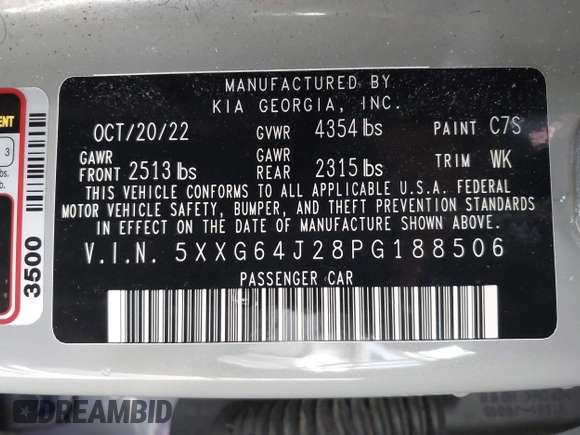 MANUFACTURED BY
KIA GEORGIA, INC.
OCT/20/22 GVWR 4354 lbs PAINT C7S
GAWR FRONT 2513 lbs GAWR REAR 2315 lbs TRIM WK
THIS VEHICLE CONFORMS TO ALL APPLICABLE U.S.A. FEDERAL
MOTOR VEHICLE SAFETY, BUMPER, AND THEFT PREVENTION STANDARDS
IN EFFECT ON THE DATE OF MANUFACTURE SHOWN ABOVE.
V.I.N. 5XXG64J28PG188506
PASSENGER CAR
3
3500
DREAMBID